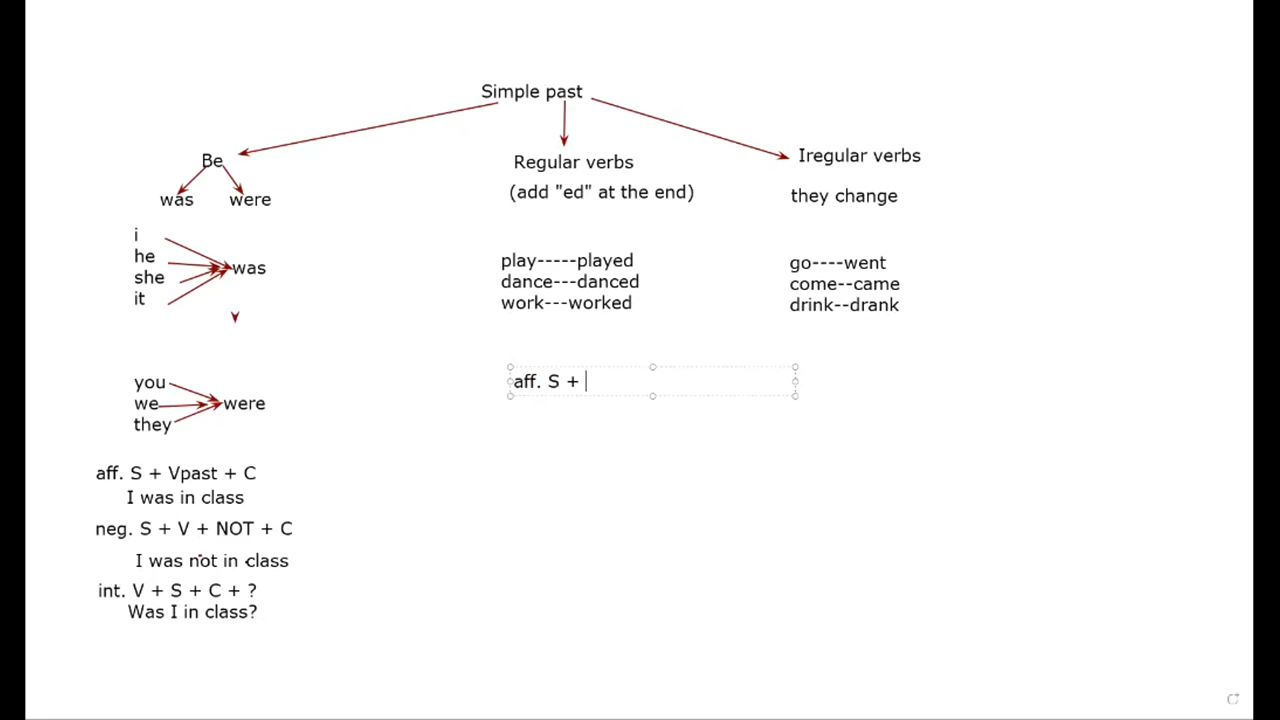 Simple past
Be
was were
i
he
she
it
was
you
we
they
were
aff. S + Vpast + C
I was in class
neg. S + V + NOT + C
I was not in class
int. V + S + C + ?
Was I in class?
Regular verbs
(add "ed" at the end)
play-----played
dance---danced
work---worked
aff. S +
Iregular verbs
they change
go----went
come--came
drink--drank